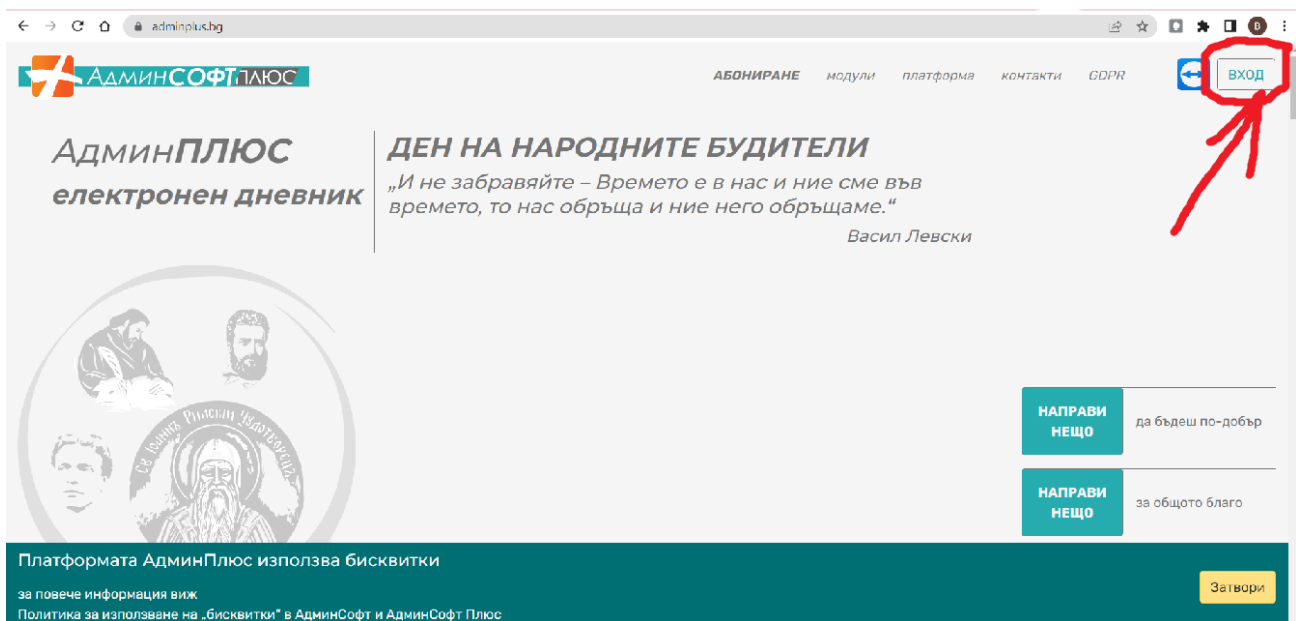 adminplus.bg
B
АдминСОФТПЛЮС
АБОНИРАНЕ модули платформа контакти GDPR ВХОД
АдминПЛЮС
електронен дневник
ДЕН НА НАРОДНИТЕ БУДИТЕЛИ
„И не забравяйте – Времето е в нас и ние сме във
времето, то нас обръща и ние него обръщаме.“
Васил Левски
НАПРАВИ
НЕЩО
да бъдеш по-добър
НАПРАВИ
НЕЩО
за общото благо
Платформата АдминПлюс използва бисквитки
за повече информация виж
Политика за използване на „бисквитки“ в АдминСофт и АдминСофт Плюс
Затвори